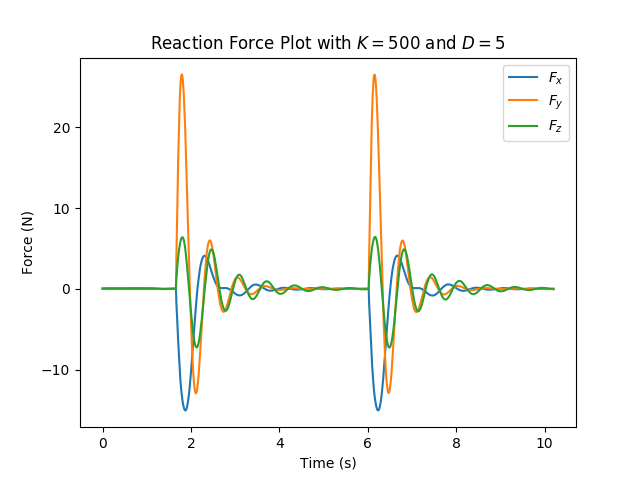 Reaction Force Plot with K = 500 and D = 5
Fx
Fy
Fz
20
10
0
−10
Force (N)
0 2 4 6 8 10
Time (s)